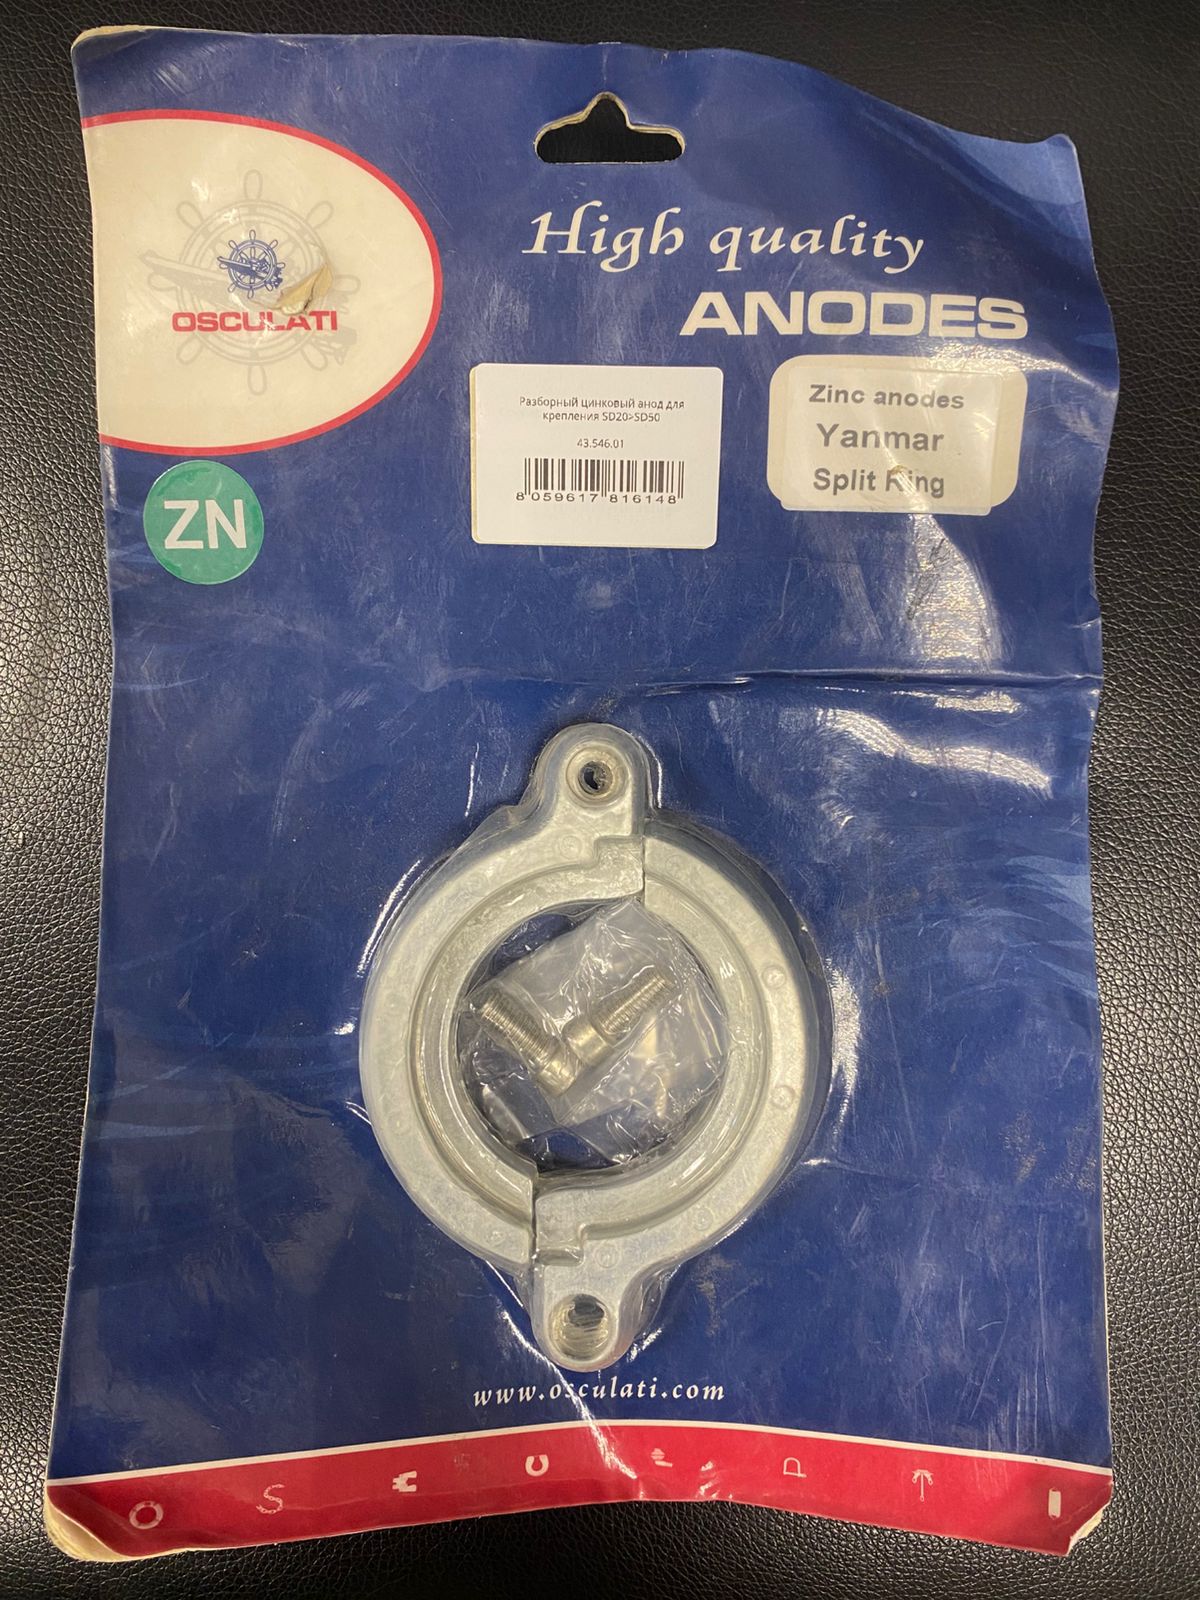 OSCULATI
High quality
ANODES
Разборный цинковый анод для
крепления SD20>SD50
43.546.01
8 059617 816148
Zinc anodes
Yanmar
Split Ring
ZN
www.osculati.com